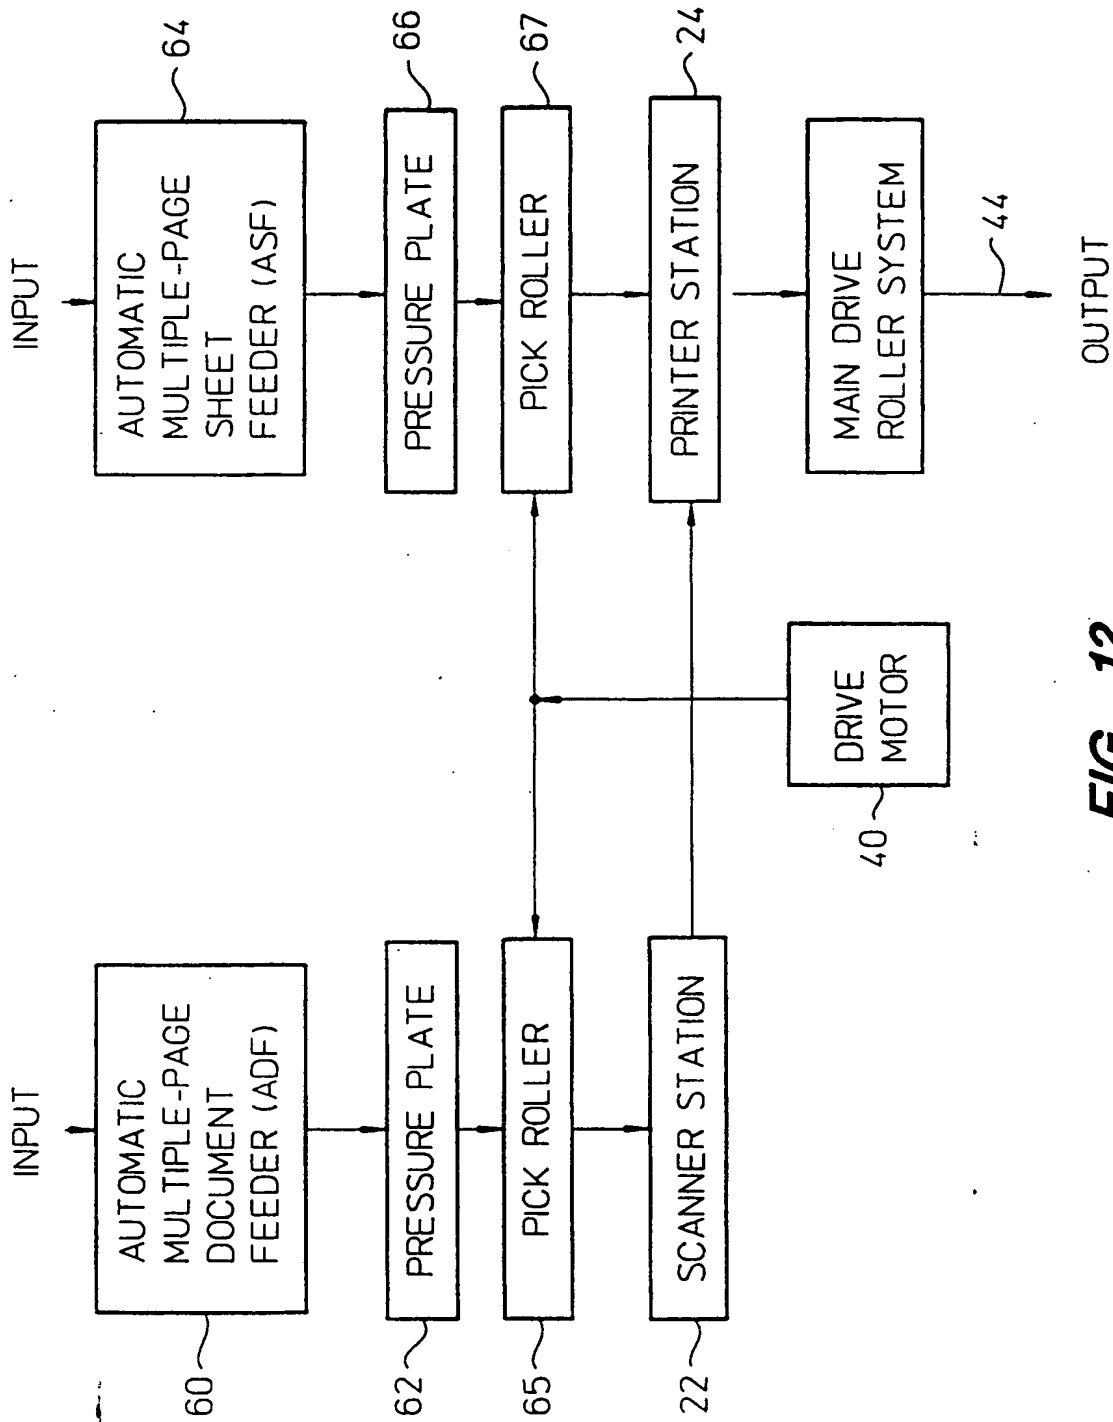 INPUT
AUTOMATIC
MULTIPLE-PAGE
DOCUMENT
FEEDER (ADF)
60
PRESSURE PLATE
62
PICK ROLLER
65
SCANNER STATION
22
DRIVE
MOTOR
40
INPUT
AUTOMATIC
MULTIPLE-PAGE
SHEET
FEEDER (ASF)
64
PRESSURE PLATE
66
PICK ROLLER
67
PRINTER STATION
24
MAIN DRIVE
ROLLER SYSTEM
44
OUTPUT
FIG. 12